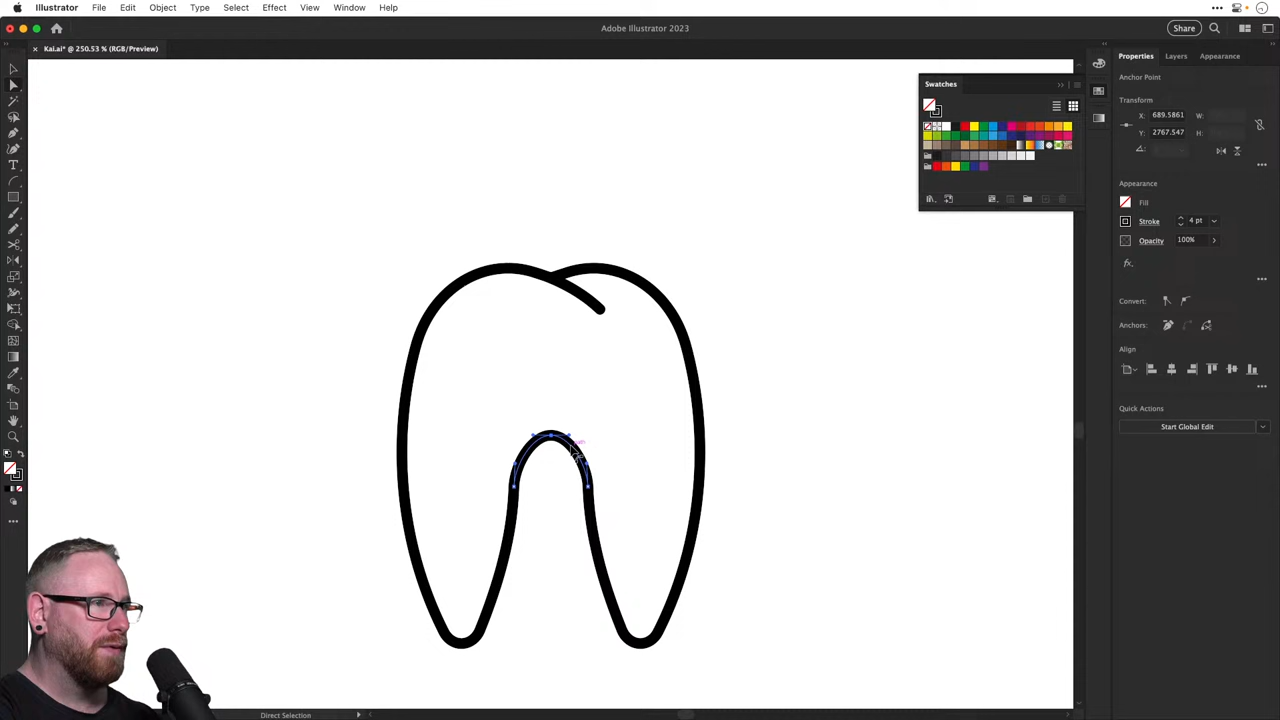 Illustrator File Edit Object Type Select Effect View Window Help
Adobe Illustrator 2023
Share
Kai.ai* @ 250.53 % (RGB/Preview)
Swatches
Properties Layers Appearance
Anchor Point
Transform
X: 689.5861 W:
Y: 2767.547 H:
Appearance
Fill
Stroke 4 pt
Opacity 100%
fx
Convert:
Anchors:
Align
Quick Actions
Start Global Edit
path
Direct Selection